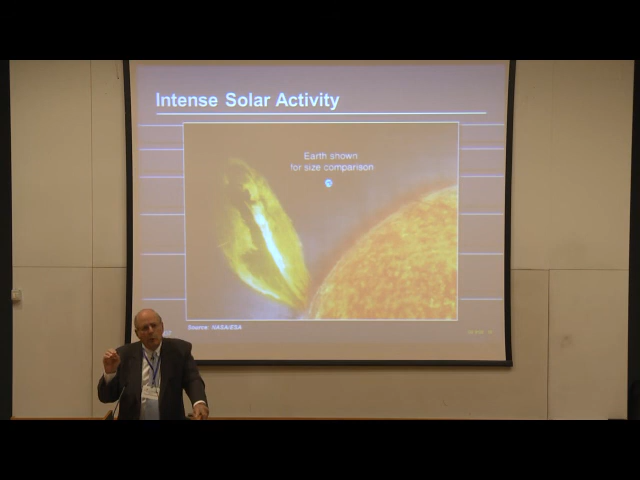 Intense Solar Activity
Earth shown
for size comparison
Source: NASA/ESA